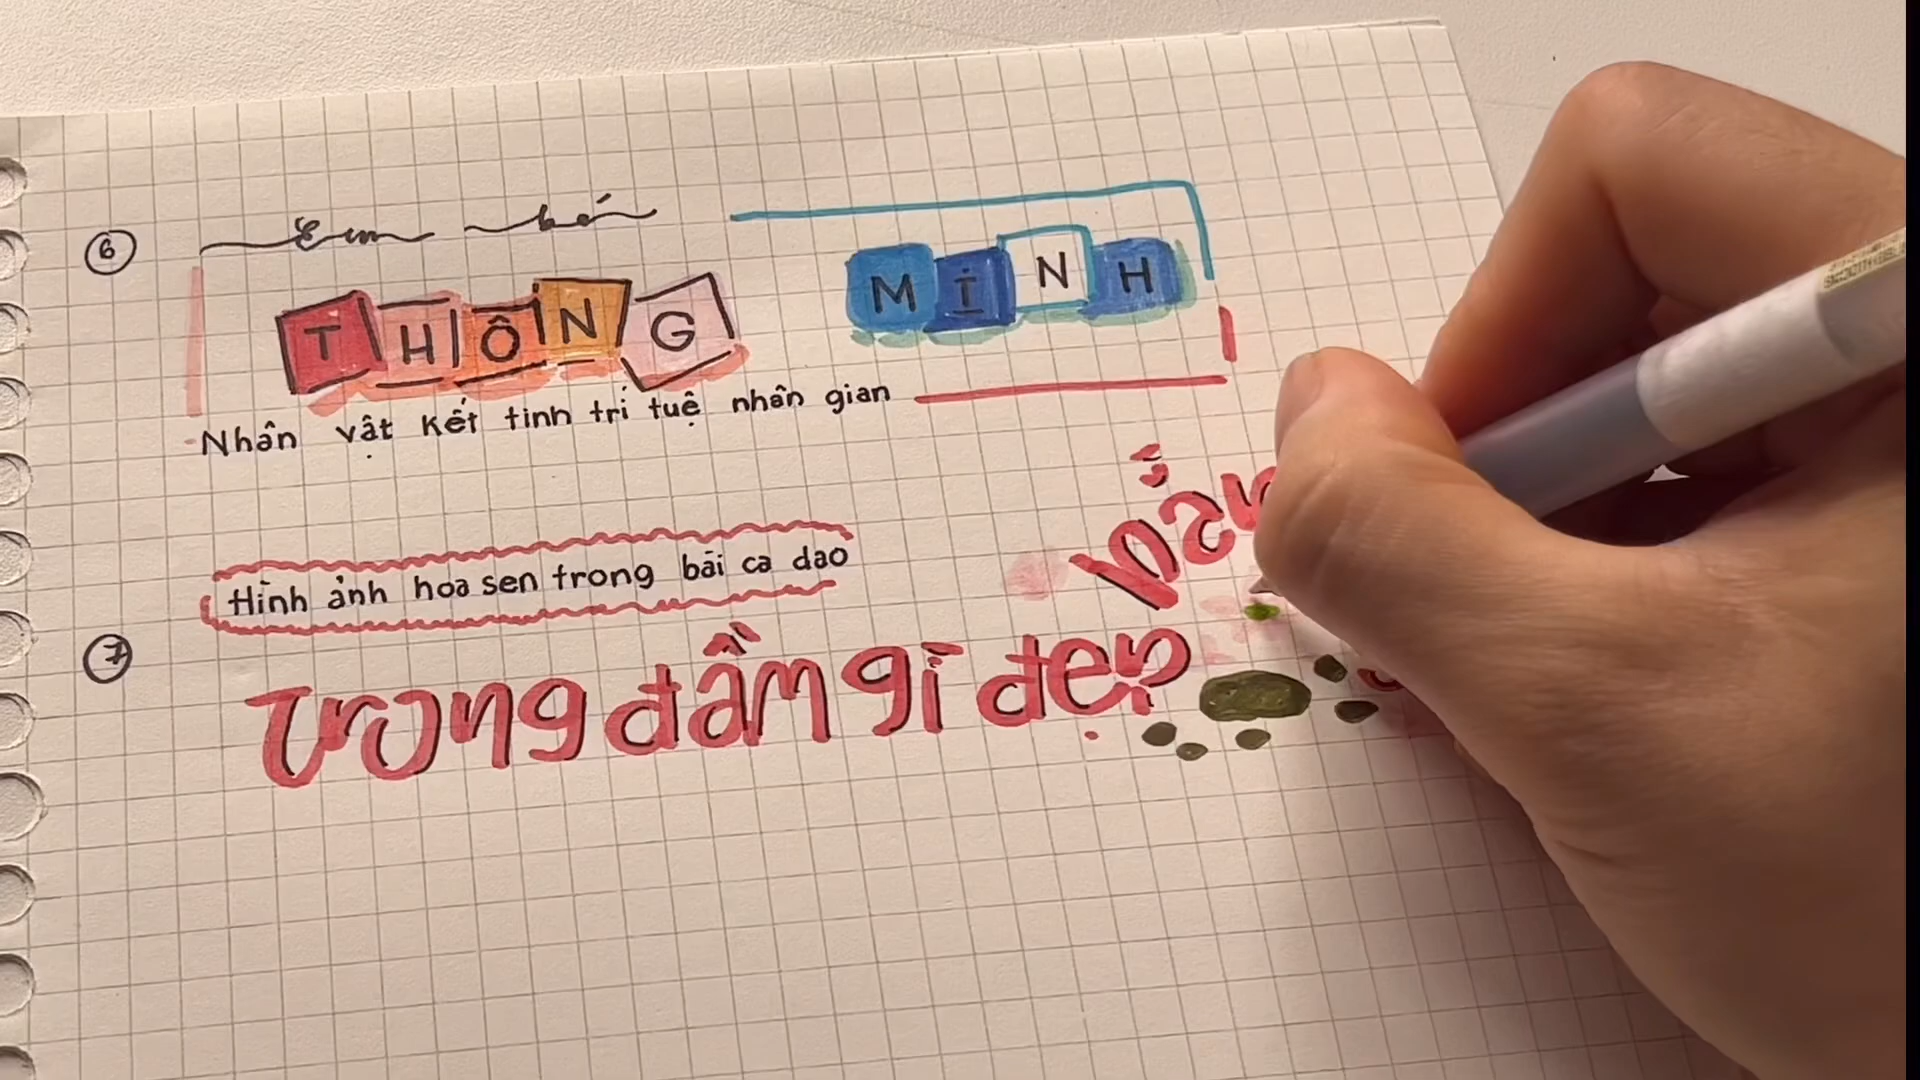 6
Em bé
THÔNG MINH
Nhân vật kết tinh trí tuệ nhân gian
Hình ảnh hoa sen trong bài ca dao
7
Trong đầm gì đẹp bằng